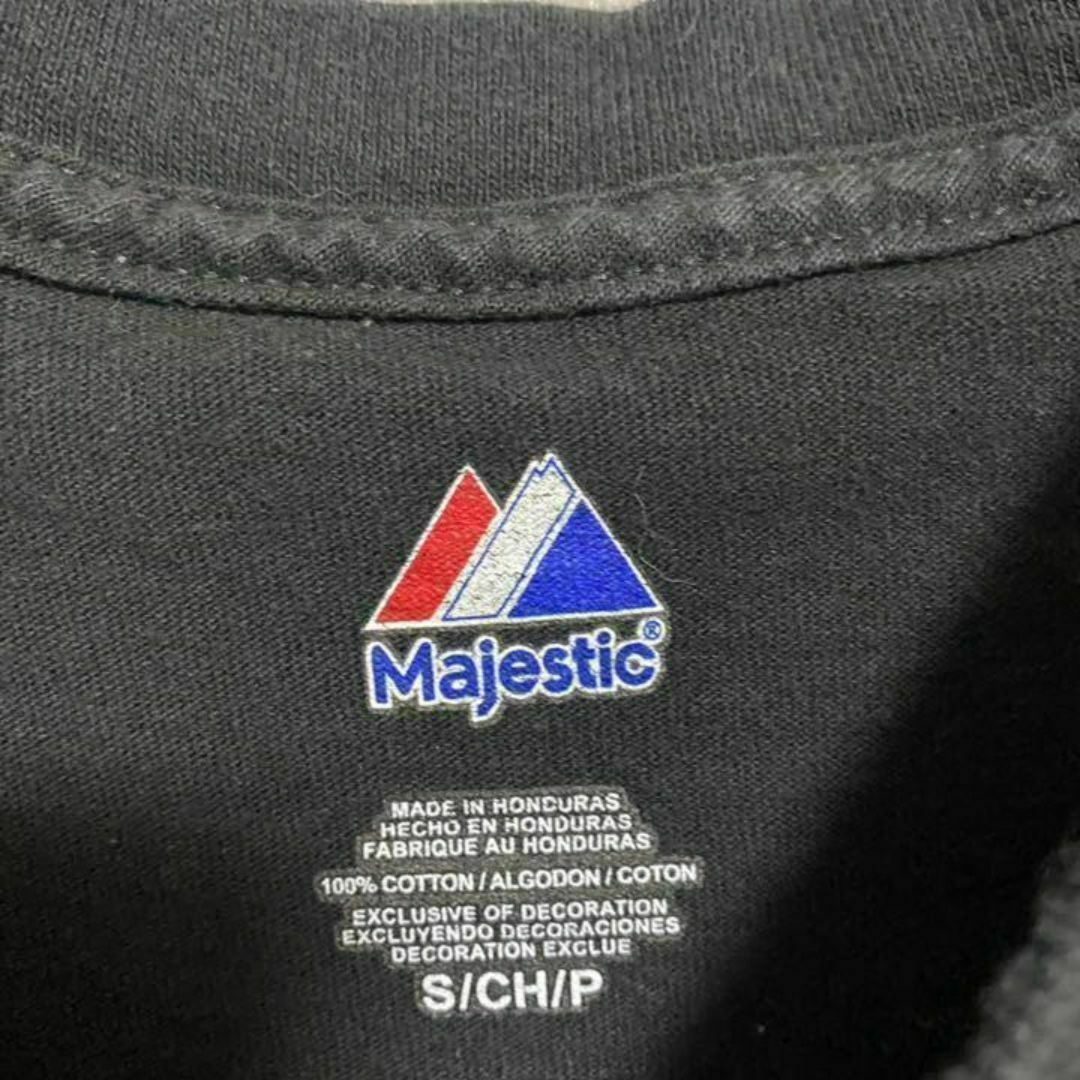 Majestic®
MADE IN HONDURAS
HECHO EN HONDURAS
FABRIQUE AU HONDURAS
100% COTTON / ALGODON / COTON
EXCLUSIVE OF DECORATION
EXCLUYENDO DECORACIONES
DECORATION EXCLUE
S/CH/P